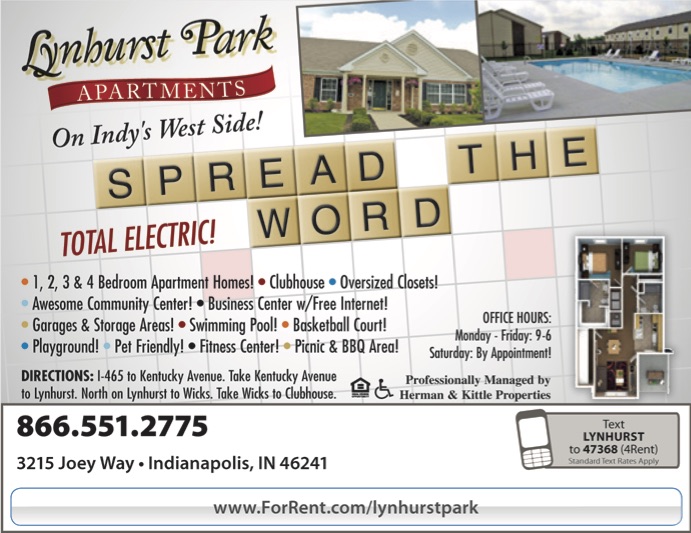 Lynhurst Park
APARTMENTS
On Indy's West Side!
SPREAD THE
WORD
TOTAL ELECTRIC!
• 1, 2, 3 & 4 Bedroom Apartment Homes! • Clubhouse • Oversized Closets!
• Awesome Community Center! • Business Center w/Free Internet!
• Garages & Storage Areas! • Swimming Pool! • Basketball Court!
• Playground! • Pet Friendly! • Fitness Center! • Picnic & BBQ Area!
OFFICE HOURS:
Monday - Friday: 9-6
Saturday: By Appointment!
DIRECTIONS: I-465 to Kentucky Avenue. Take Kentucky Avenue
to Lynhurst. North on Lynhurst to Wicks. Take Wicks to Clubhouse.
Professionally Managed by
Herman & Kittle Properties
866.551.2775
3215 Joey Way • Indianapolis, IN 46241
Text
LYNHURST
to 47368 (4Rent)
Standard Text Rates Apply
www.ForRent.com/lynhurstpark